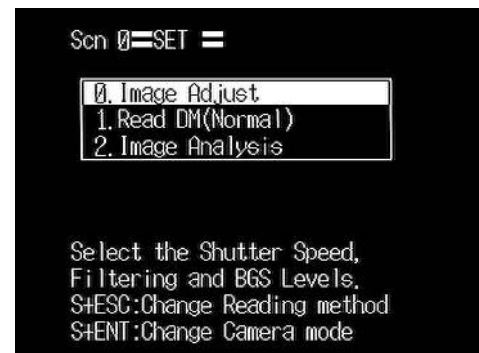 Scn 0=SET =
0.Image Adjust
1.Read DM(Normal)
2.Image Analysis
Select the Shutter Speed,
Filtering and BGS Levels.
S+ESC:Change Reading method
S+ENT:Change Camera mode